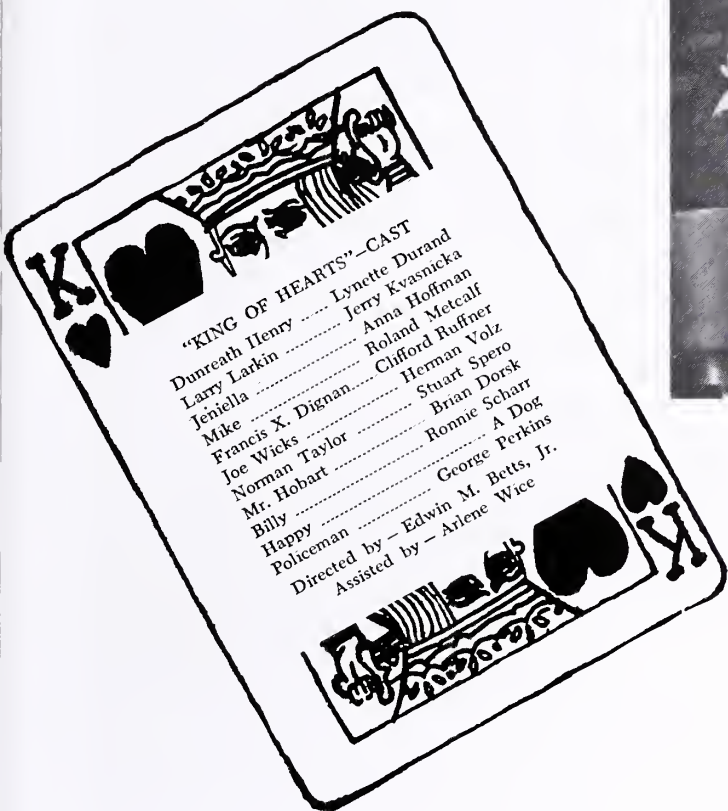 K
"KING OF HEARTS"–CAST
Dunreath Henry ..... Lynette Durand
Larry Larkin ........... Jerry Kvasnicka
Jeniella ..................... Anna Hoffman
Mike ........................ Roland Metcalf
Francis X. Dignan.... Clifford Ruffner
Joe Wicks ................. Herman Volz
Norman Taylor ........ Stuart Spero
Mr. Hobart ................. Brian Dorsk
Billy ........................... Ronnie Scharr
Happy .............................. A Dog
Policeman ............. George Perkins
Directed by – Edwin M. Betts, Jr.
Assisted by – Arlene Wice
K